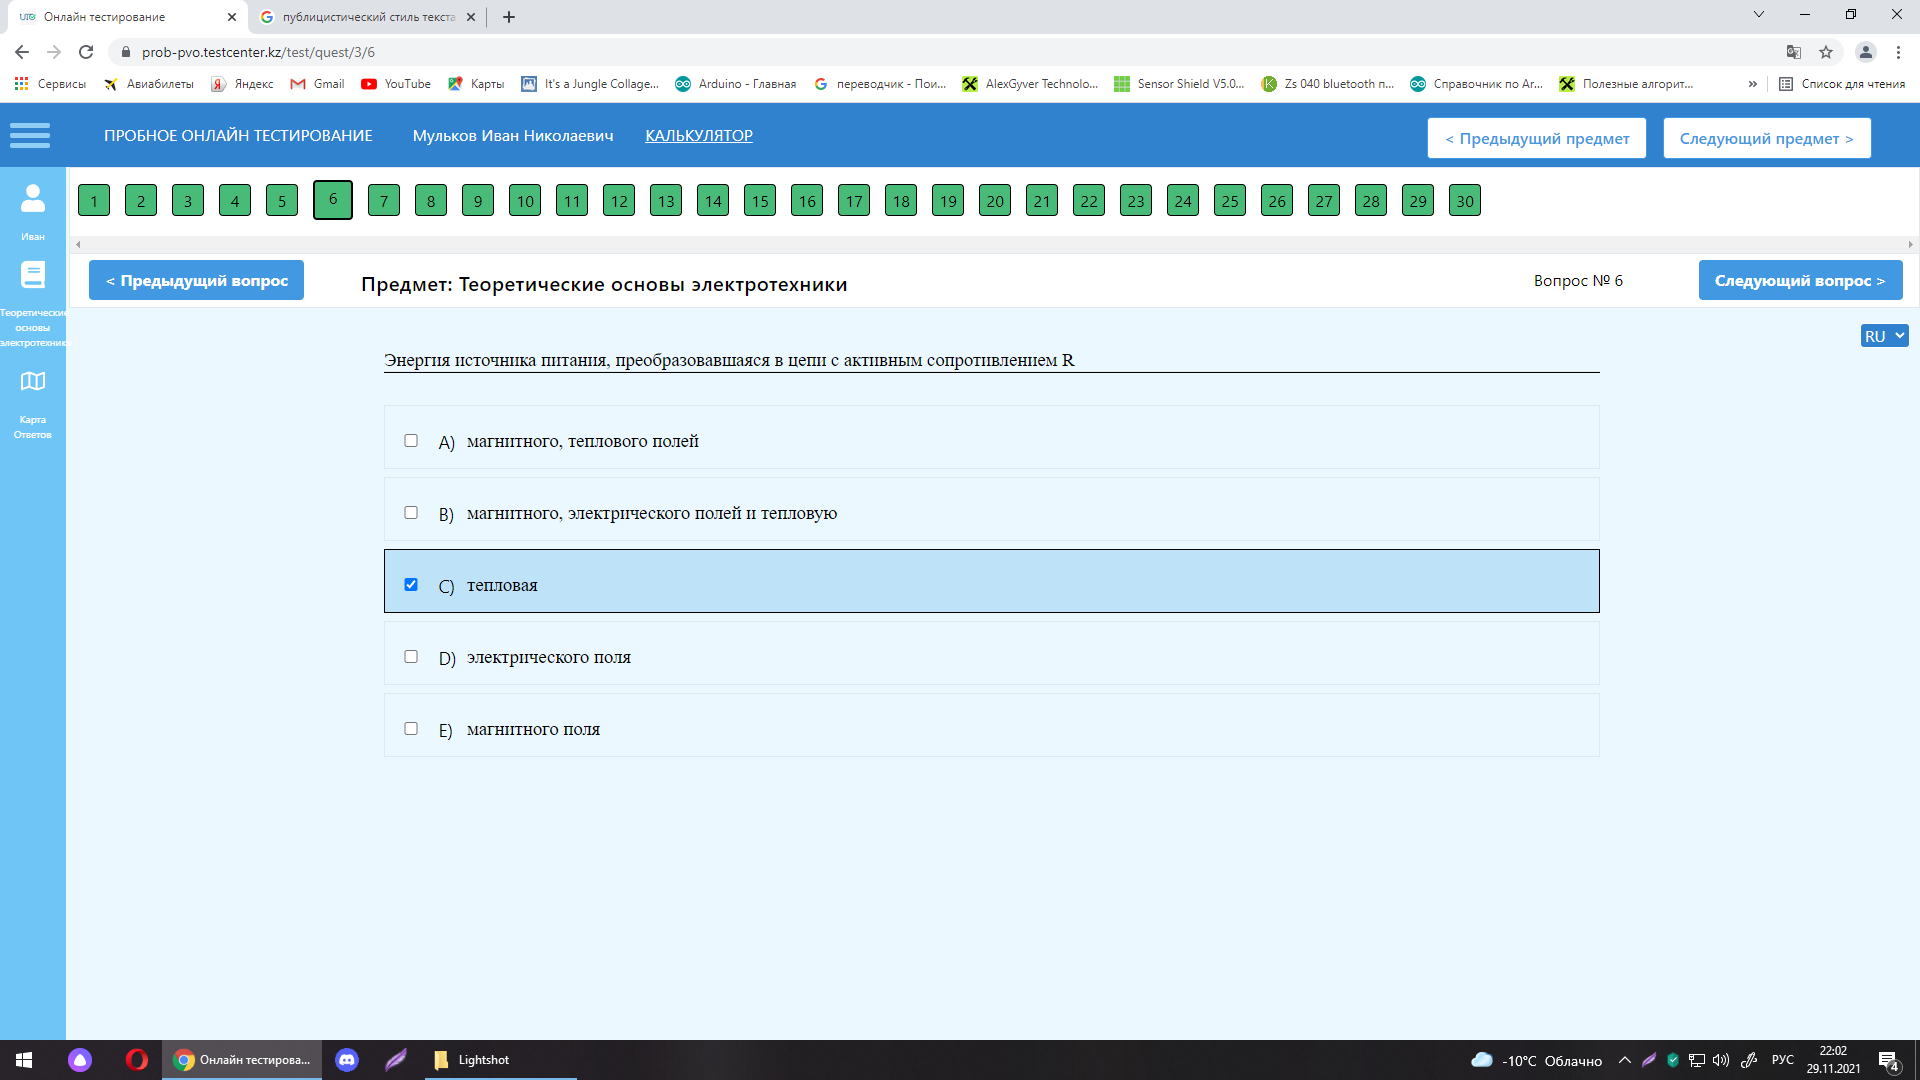 Онлайн тестирование
публицистический стиль текста
prob-pvo.testcenter.kz/test/quest/3/6
Сервисы
Авиабилеты
Яндекс
Gmail
YouTube
Карты
It's a Jungle Collage...
Arduino - Главная
переводчик - Пои...
AlexGyver Technolo...
Sensor Shield V5.0...
Zs 040 bluetooth п...
Справочник по Ar...
Полезные алгорит...
»
Список для чтения
ПРОБНОЕ ОНЛАЙН ТЕСТИРОВАНИЕ
Мульков Иван Николаевич
КАЛЬКУЛЯТОР
< Предыдущий предмет
Следующий предмет >
1 2 3 4 5 6 7 8 9 10 11 12 13 14 15 16 17 18 19 20 21 22 23 24 25 26 27 28 29 30
Иван
Теоретические
основы
электротехники
Карта
Ответов
< Предыдущий вопрос
Предмет: Теоретические основы электротехники
Вопрос № 6
Следующий вопрос >
RU
Энергия источника питания, преобразовавшаяся в цепи с активным сопротивлением R
A) магнитного, теплового полей
B) магнитного, электрического полей и тепловую
C) тепловая
D) электрического поля
E) магнитного поля
Онлайн тестирова...
Lightshot
-10°C Облачно
РУС
22:02
29.11.2021
4